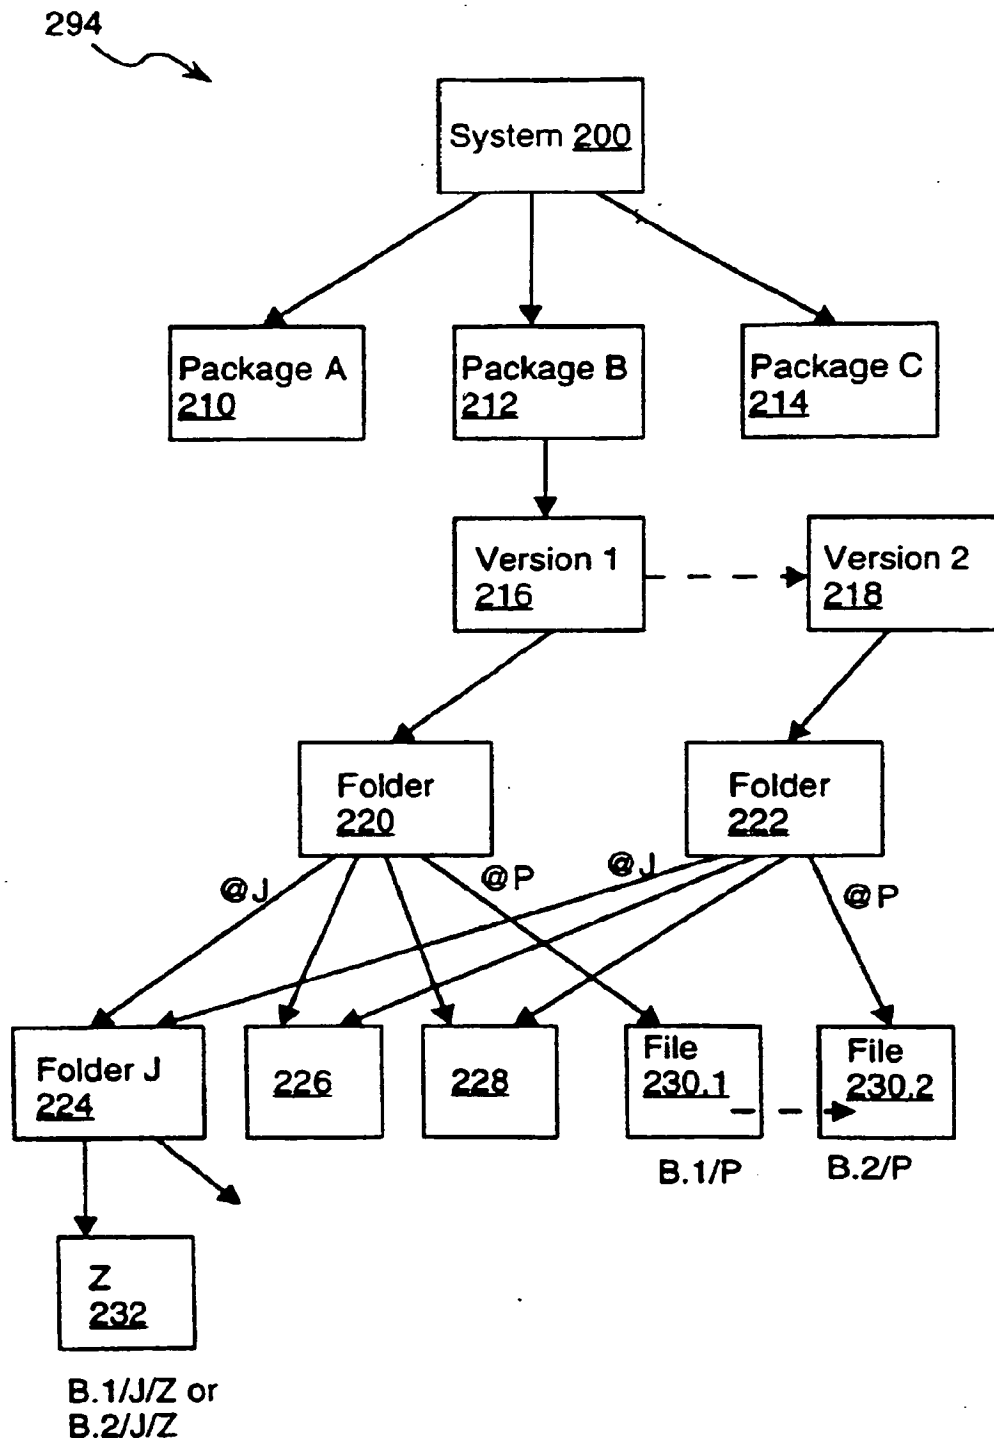 294
System 200
Package A
210
Package B
212
Package C
214
Version 1
216
Version 2
218
Folder
220
Folder
222
@J
@P
@J
@P
Folder J
224
226
228
File
230.1
File
230.2
B.1/P
B.2/P
Z
232
B.1/J/Z or
B.2/J/Z